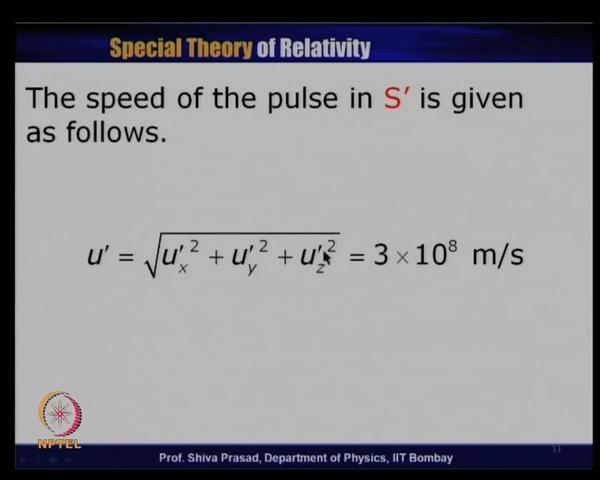 Special Theory of Relativity
The speed of the pulse in S′ is given
as follows.
u′ = √(u′ₓ² + u′ᵧ² + u′_z²) = 3 × 10⁸ m/s
NPTEL
11
Prof. Shiva Prasad, Department of Physics, IIT Bombay